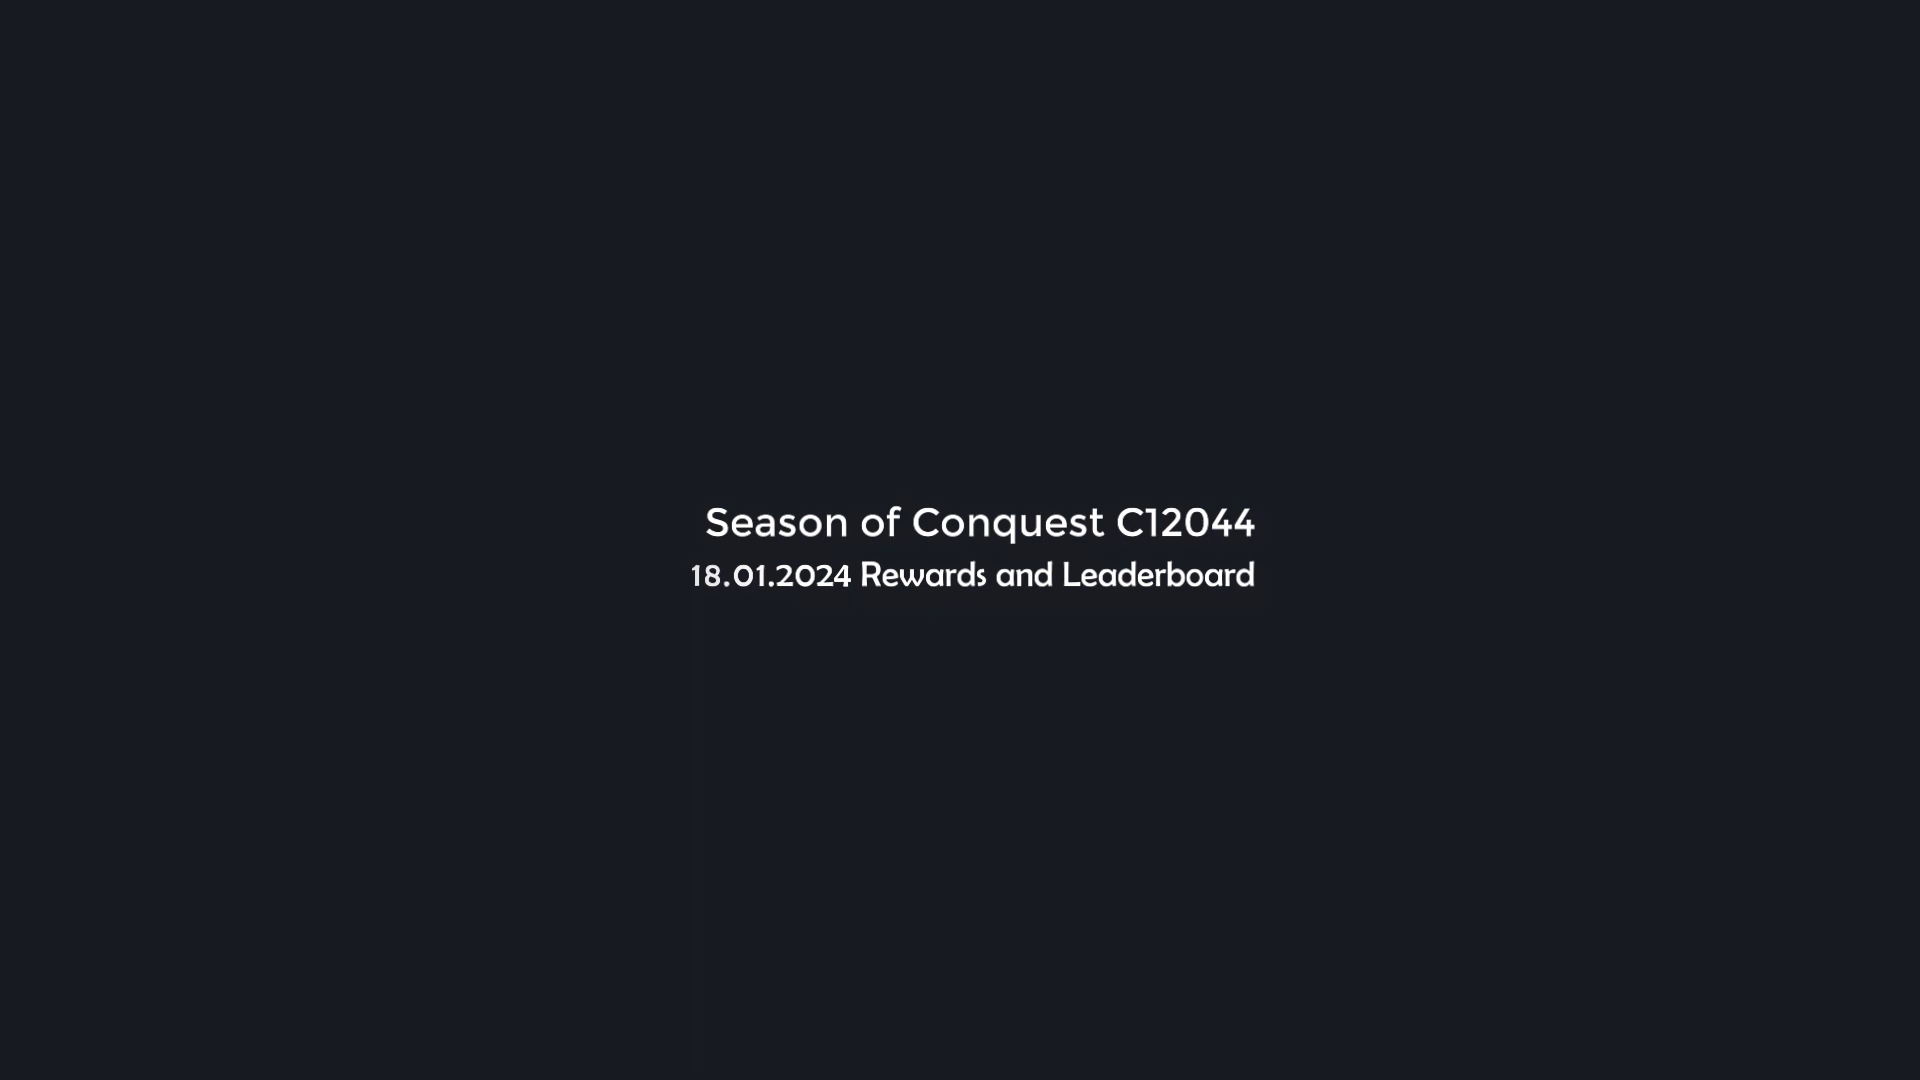 Season of Conquest C12044
18.01.2024 Rewards and Leaderboard